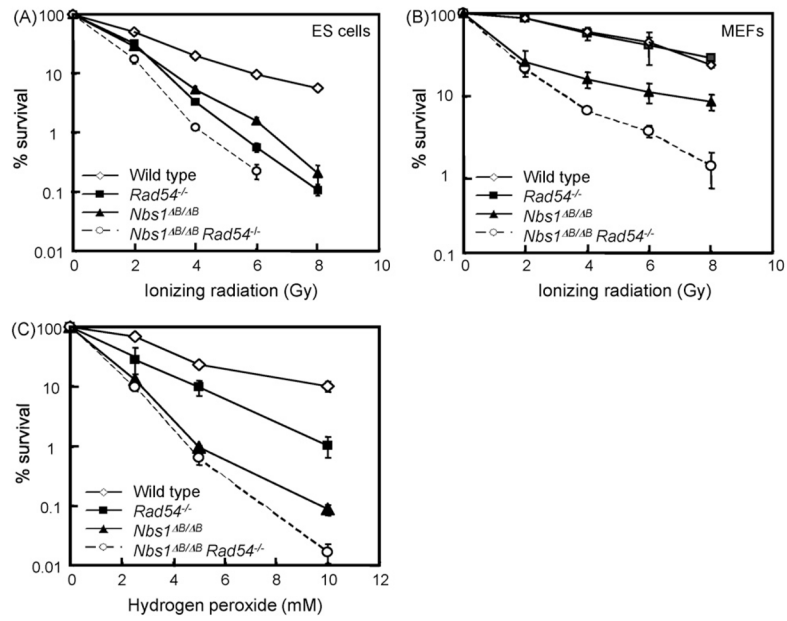 (A)
ES cells
100
10
1
0.1
0.01
% survival
Wild type
Rad54-/-
Nbs1ΔB/ΔB
Nbs1ΔB/ΔB Rad54-/-
0 2 4 6 8 10
Ionizing radiation (Gy)
(B)
MEFs
100
10
1
0.1
% survival
Wild type
Rad54-/-
Nbs1ΔB/ΔB
Nbs1ΔB/ΔB Rad54-/-
0 2 4 6 8 10
Ionizing radiation (Gy)
(C)
100
10
1
0.1
0.01
% survival
Wild type
Rad54-/-
Nbs1ΔB/ΔB
Nbs1ΔB/ΔB Rad54-/-
0 2 4 6 8 10 12
Hydrogen peroxide (mM)